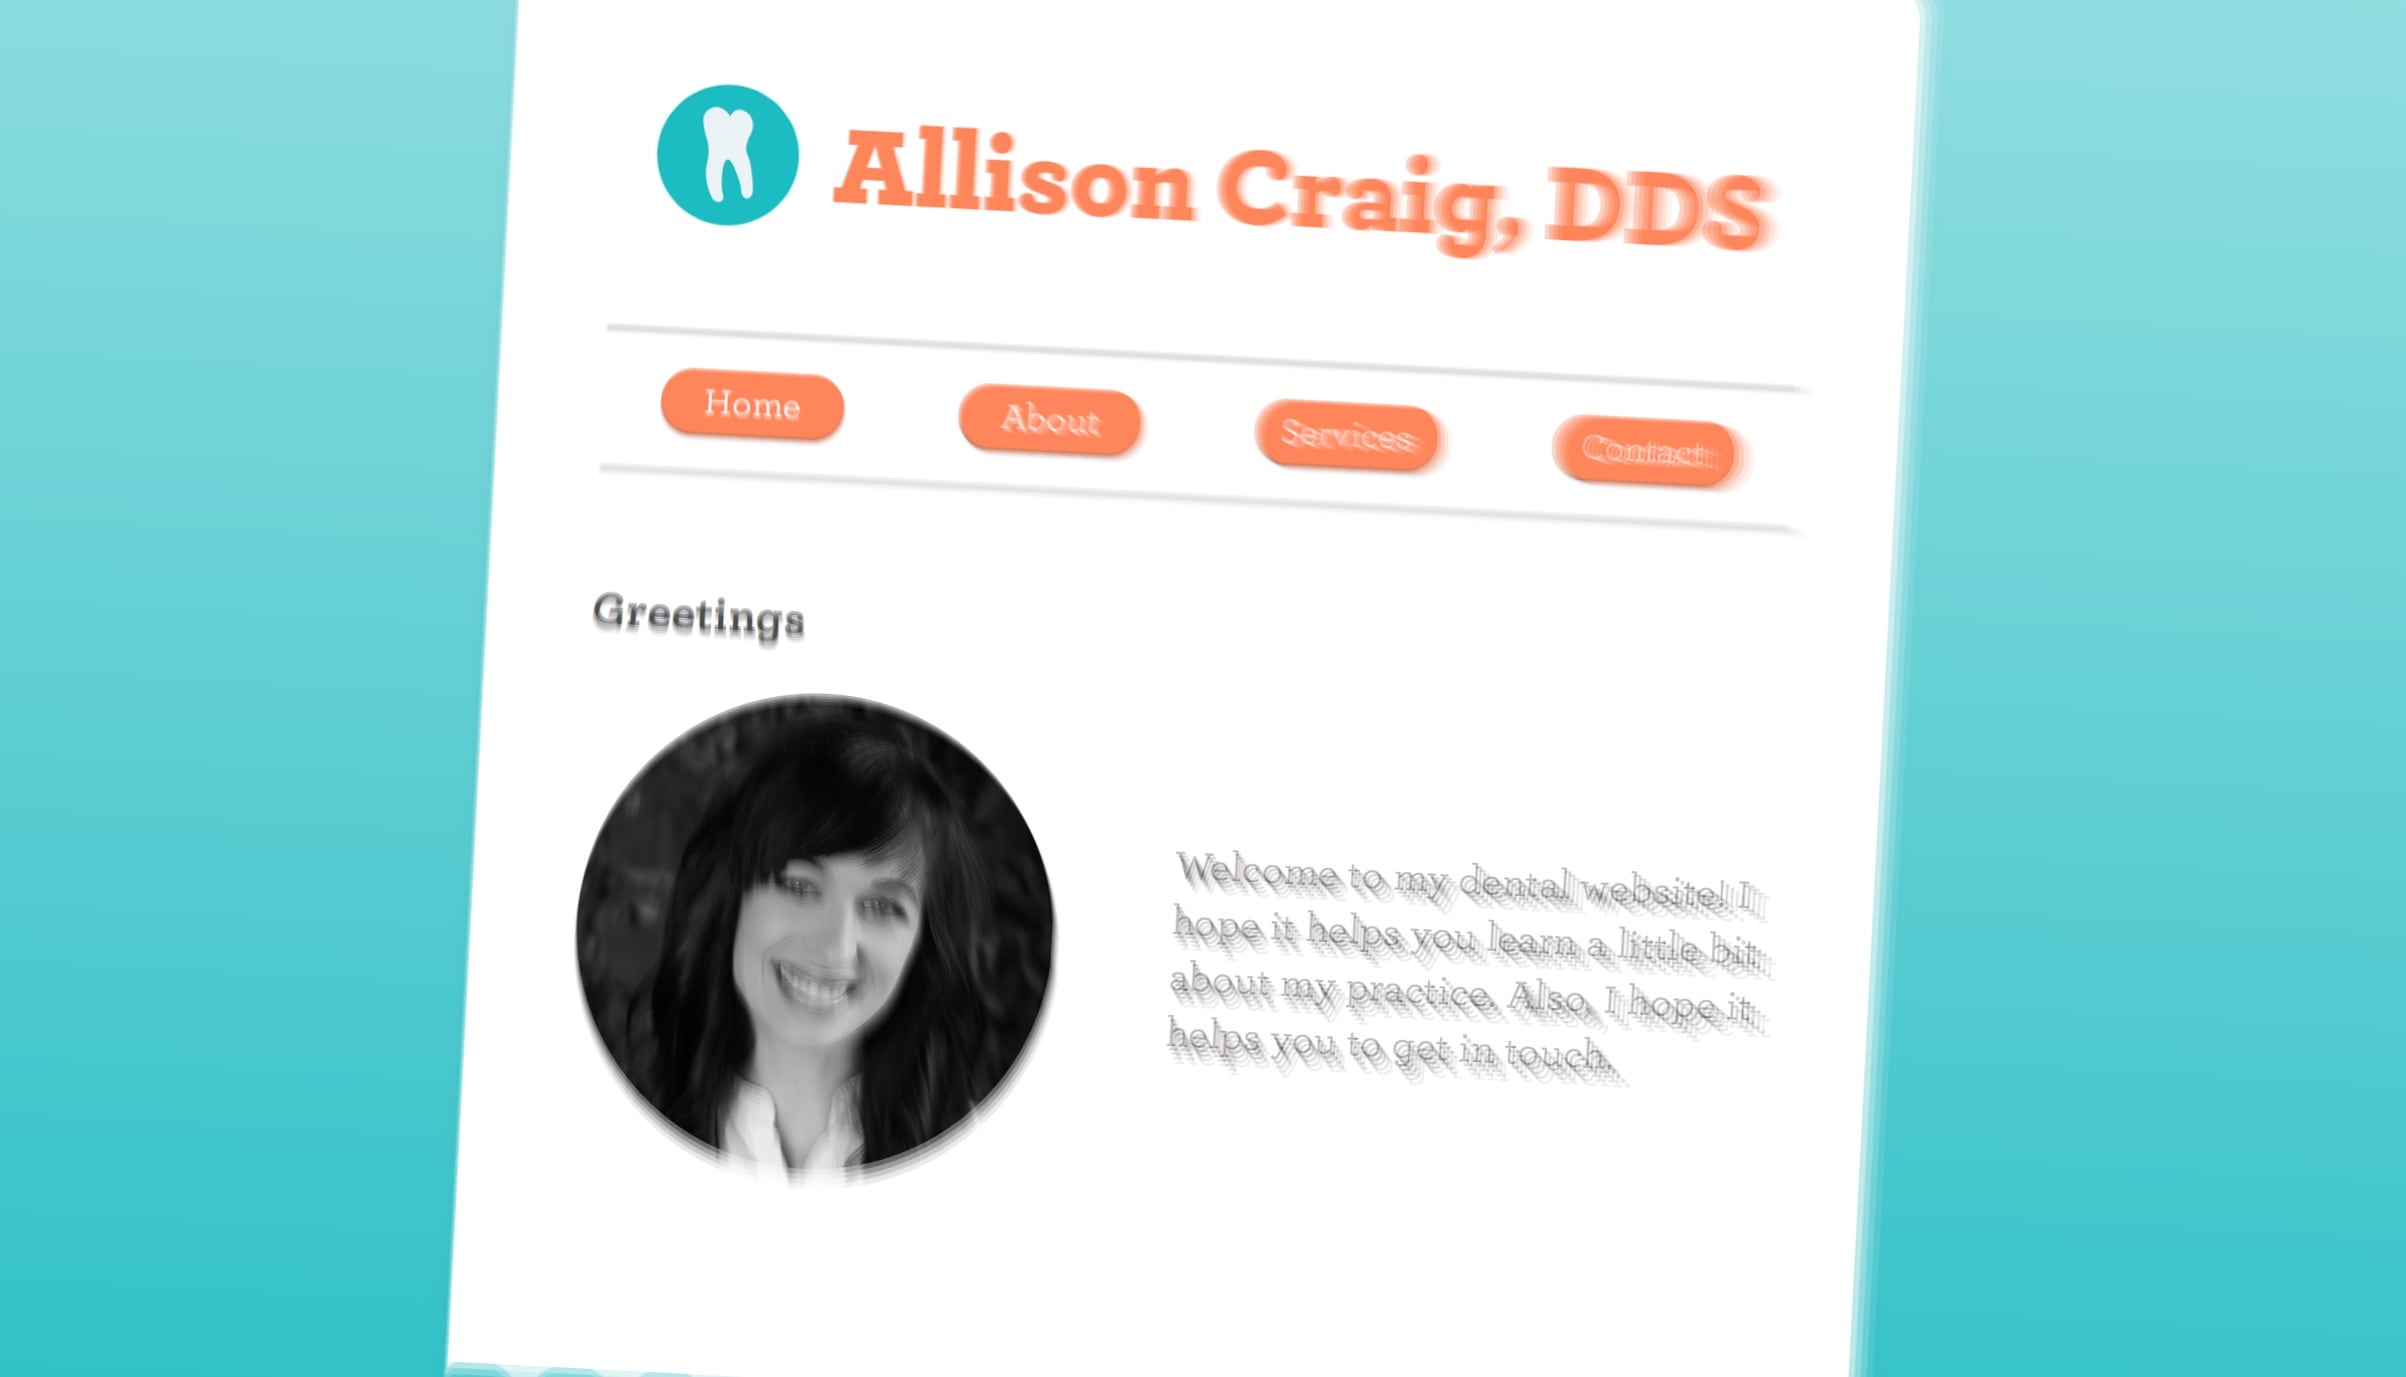 Allison Craig, DDS
Home
About
Services
Contact
Greetings
Welcome to my dental website! I
hope it helps you learn a little bit
about my practice. Also, I hope it
helps you to get in touch.